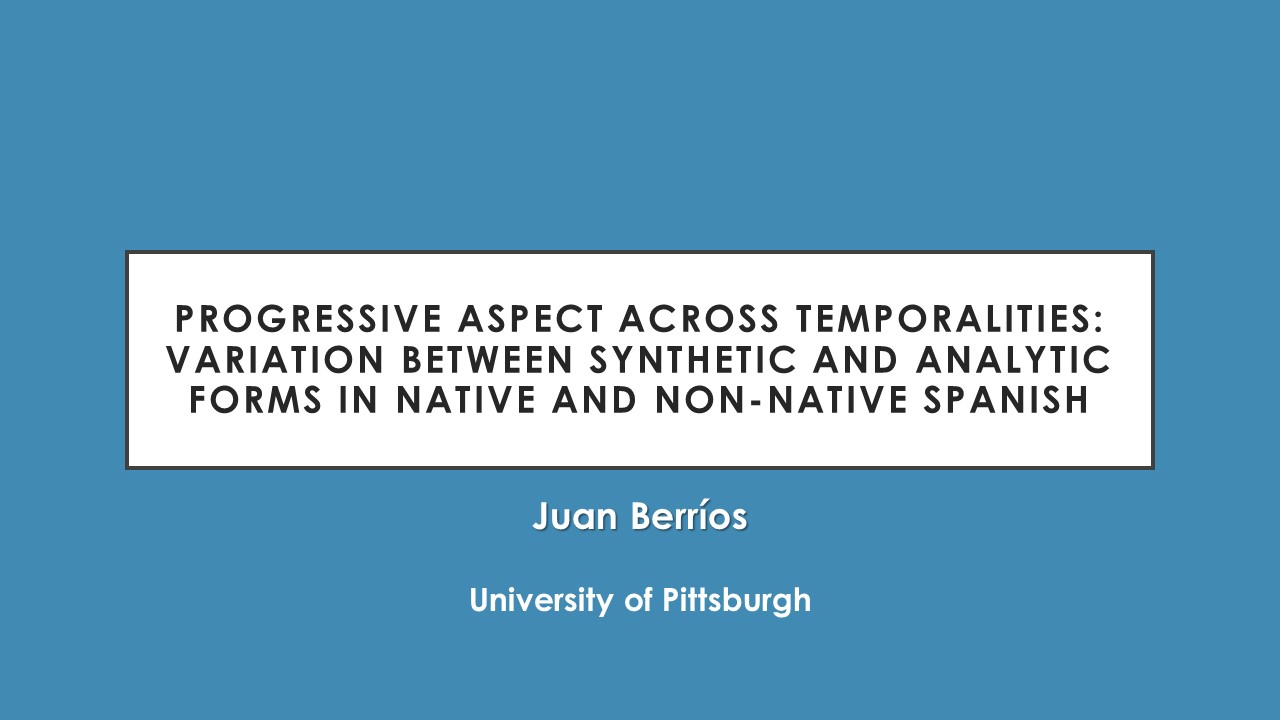 PROGRESSIVE ASPECT ACROSS TEMPORALITIES:
VARIATION BETWEEN SYNTHETIC AND ANALYTIC
FORMS IN NATIVE AND NON-NATIVE SPANISH
Juan Berríos
University of Pittsburgh